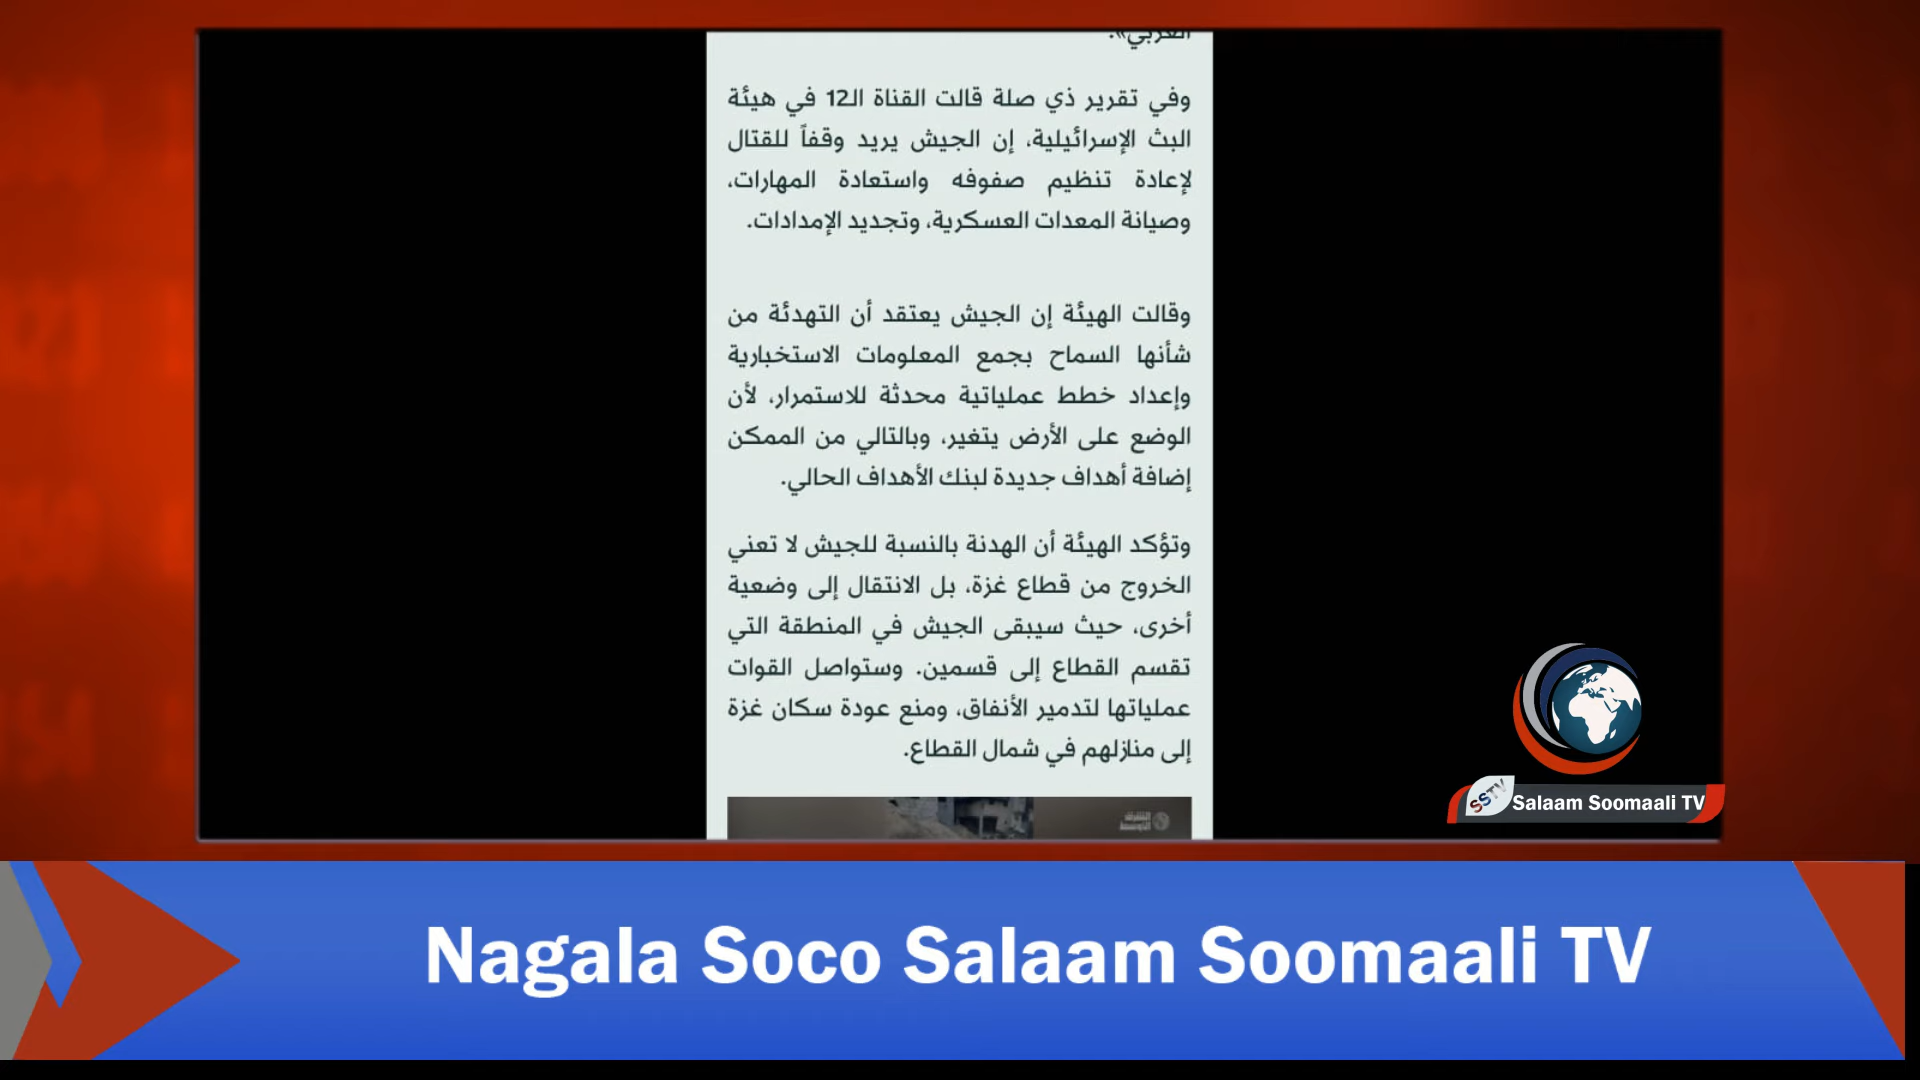 العربي».
وفي تقرير ذي صلة قالت القناة الـ12 في هيئة
البث الإسرائيلية، إن الجيش يريد وقفاً للقتال
لإعادة تنظيم صفوفه واستعادة المهارات،
وصيانة المعدات العسكرية، وتجديد الإمدادات.
وقالت الهيئة إن الجيش يعتقد أن التهدئة من
شأنها السماح بجمع المعلومات الاستخبارية
وإعداد خطط عملياتية محدثة للاستمرار، لأن
الوضع على الأرض يتغير، وبالتالي من الممكن
إضافة أهداف جديدة لبنك الأهداف الحالي.
وتؤكد الهيئة أن الهدنة بالنسبة للجيش لا تعني
الخروج من قطاع غزة، بل الانتقال إلى وضعية
أخرى، حيث سيبقى الجيش في المنطقة التي
تقسم القطاع إلى قسمين. وستواصل القوات
عملياتها لتدمير الأنفاق، ومنع عودة سكان غزة
إلى منازلهم في شمال القطاع.
الشرق
الأوسط
SSTV
Salaam Soomaali TV
Nagala Soco Salaam Soomaali TV